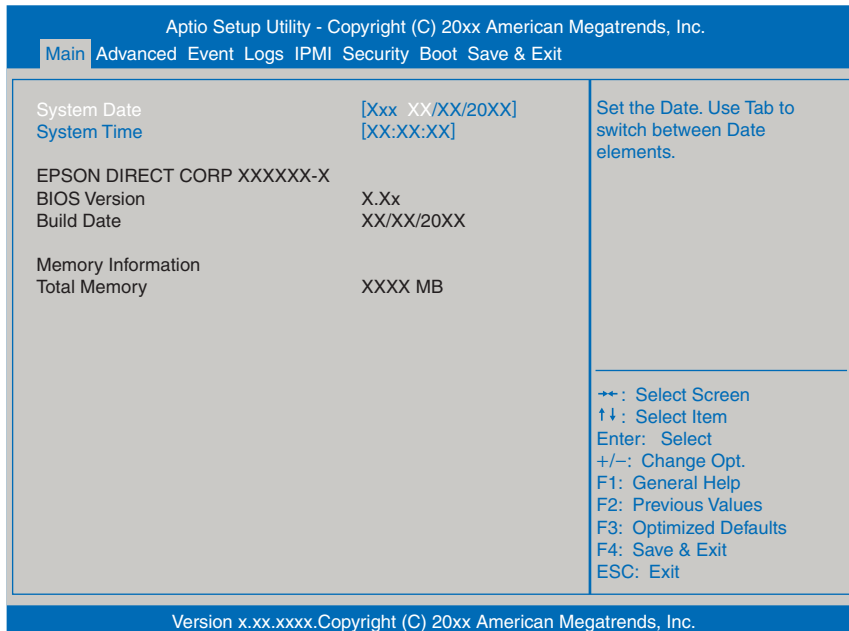 Aptio Setup Utility - Copyright (C) 20xx American Megatrends, Inc.
Main Advanced Event Logs IPMI Security Boot Save & Exit
System Date [Xxx XX/XX/20XX]
System Time [XX:XX:XX]
EPSON DIRECT CORP XXXXXX-X
BIOS Version X.Xx
Build Date XX/XX/20XX
Memory Information
Total Memory XXXX MB
Set the Date. Use Tab to
switch between Date
elements.
→←: Select Screen
↑↓: Select Item
Enter: Select
+/−: Change Opt.
F1: General Help
F2: Previous Values
F3: Optimized Defaults
F4: Save & Exit
ESC: Exit
Version x.xx.xxxx.Copyright (C) 20xx American Megatrends, Inc.